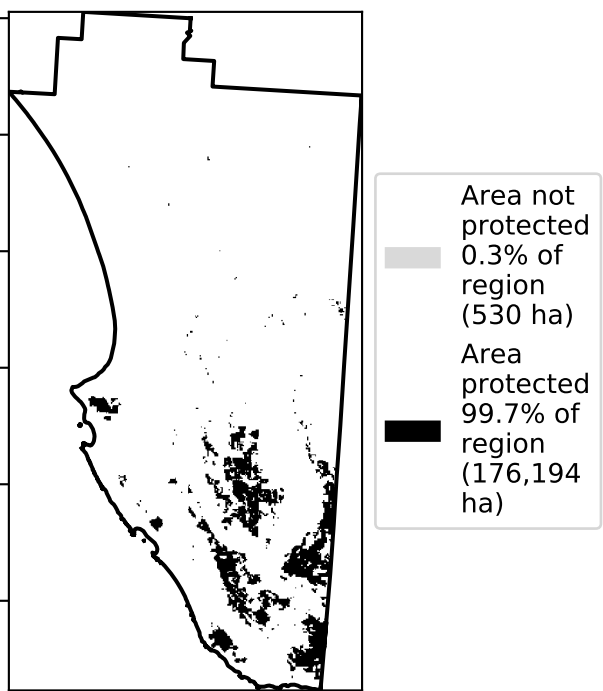 Area not
protected
0.3% of
region
(530 ha)
Area
protected
99.7% of
region
(176,194
ha)